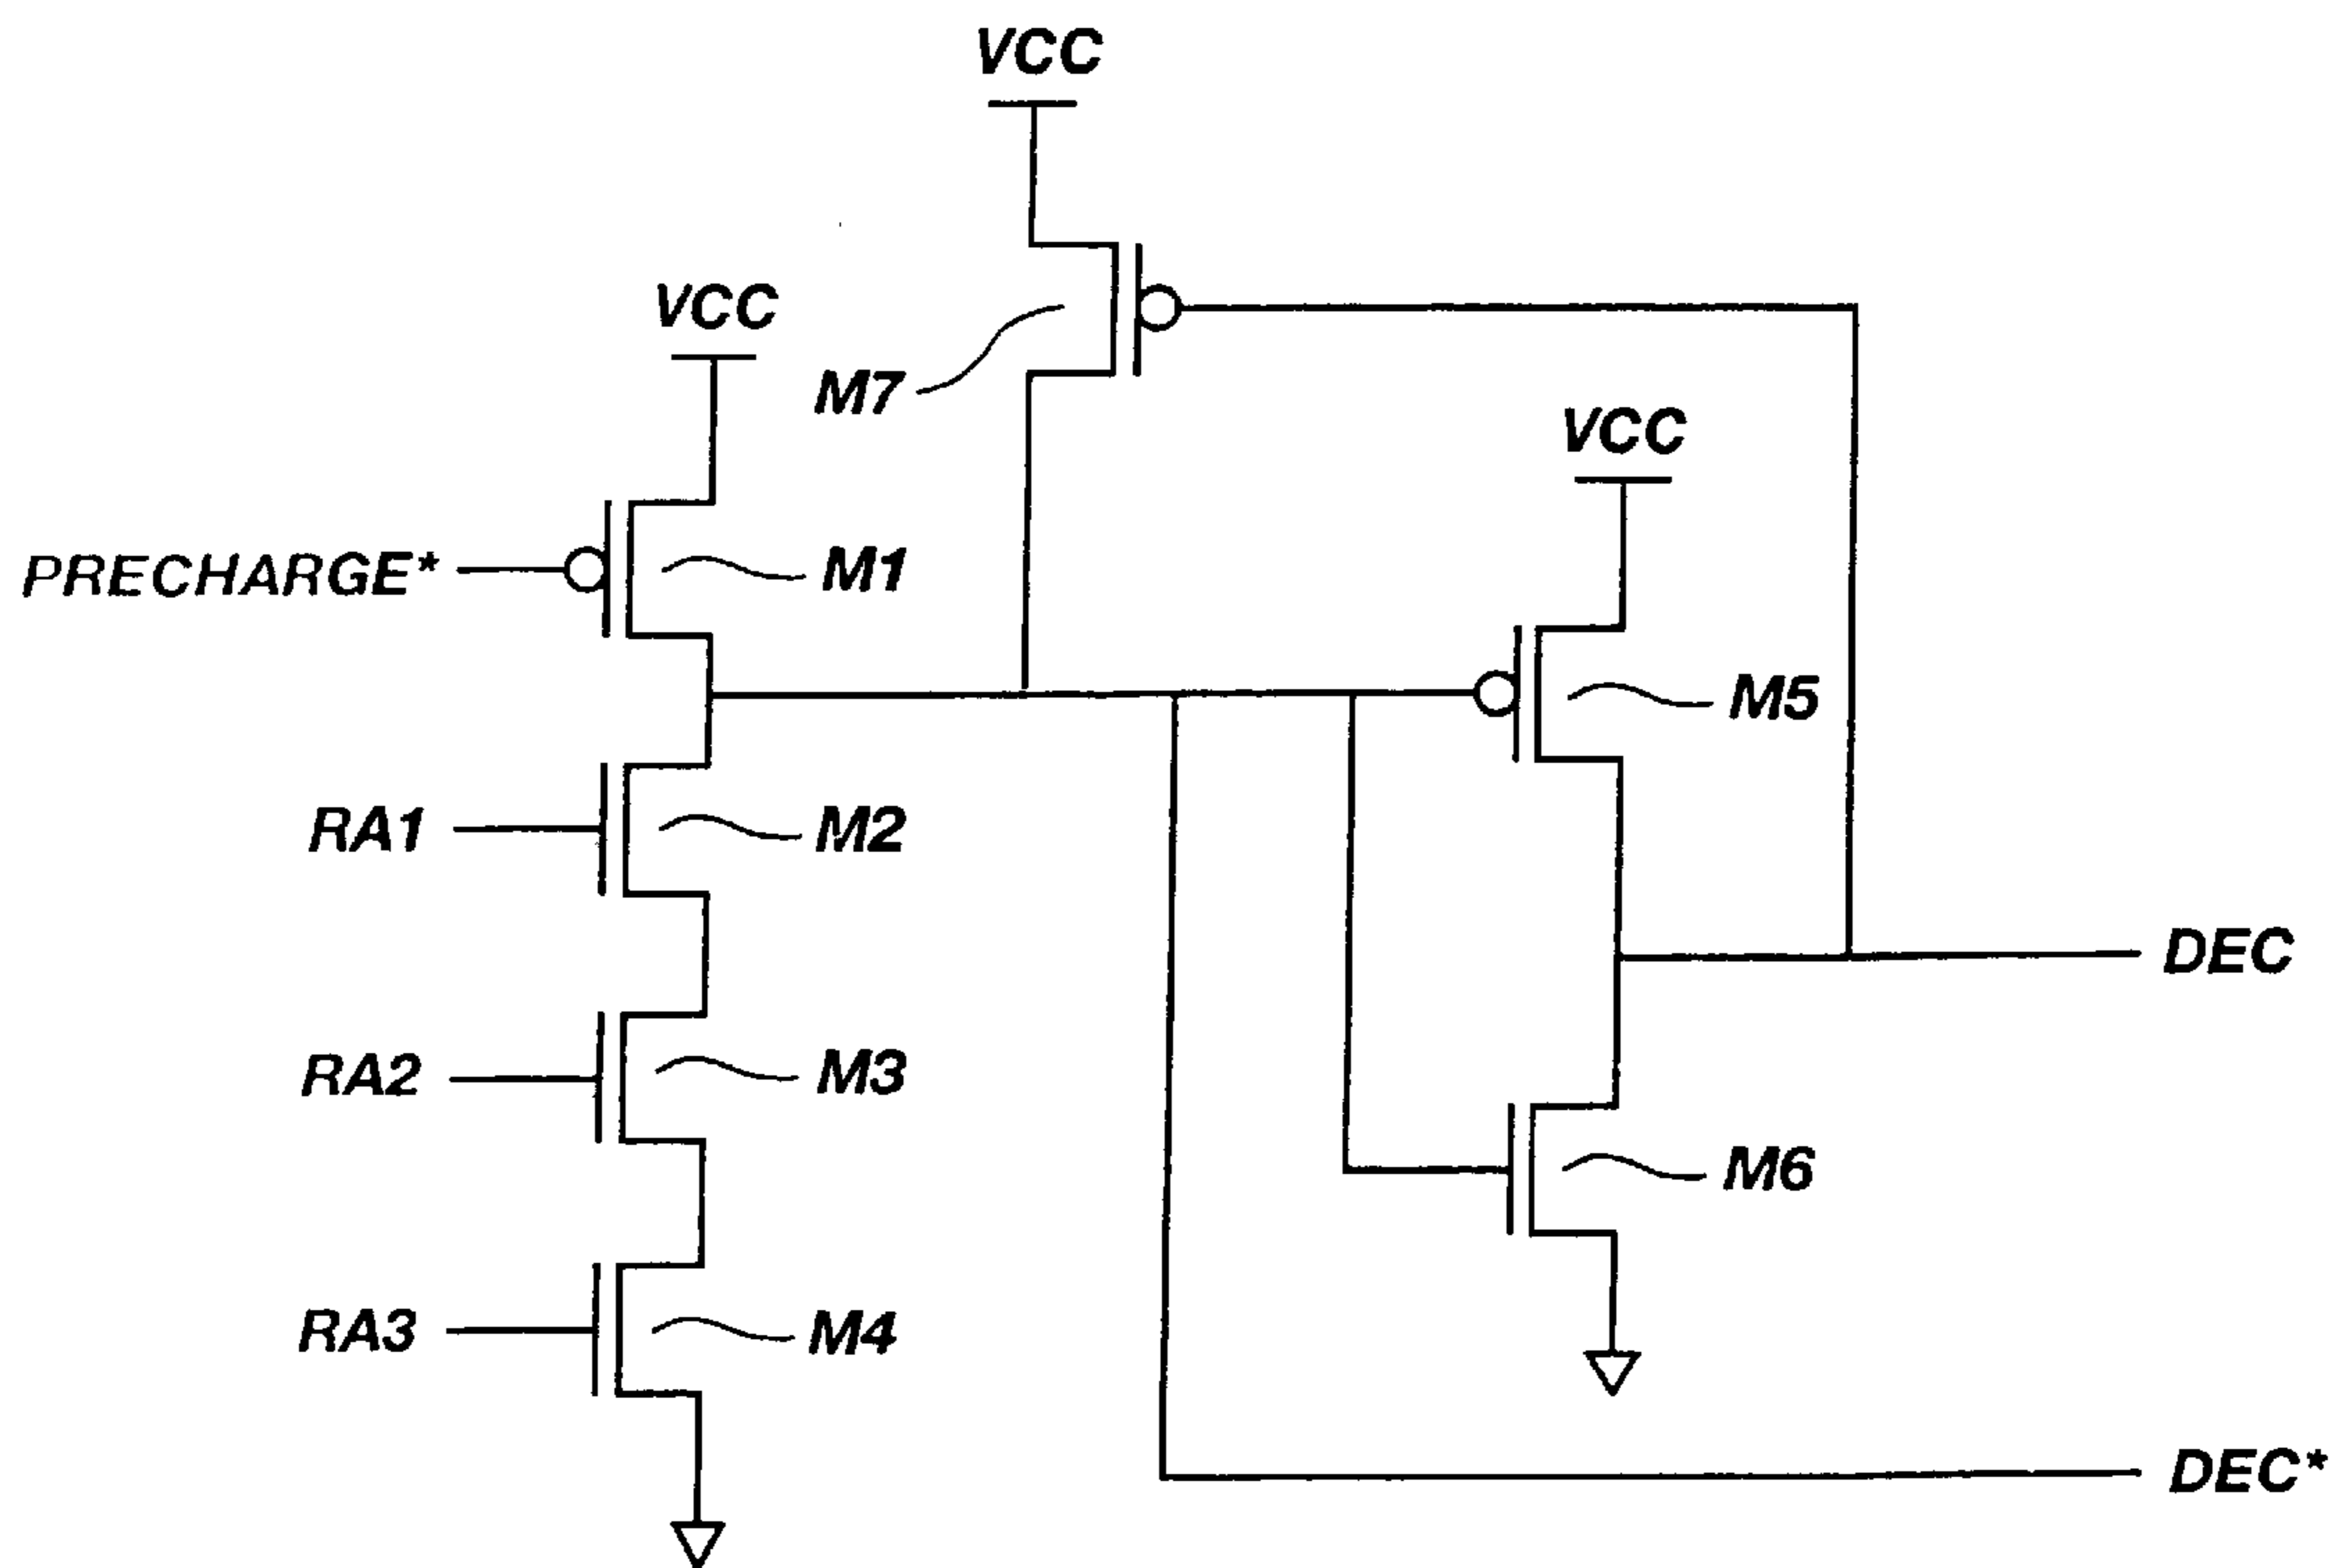 VCC
VCC
M7
VCC
PRECHARGE*
M1
M5
RA1
M2
DEC
RA2
M3
M6
RA3
M4
DEC*